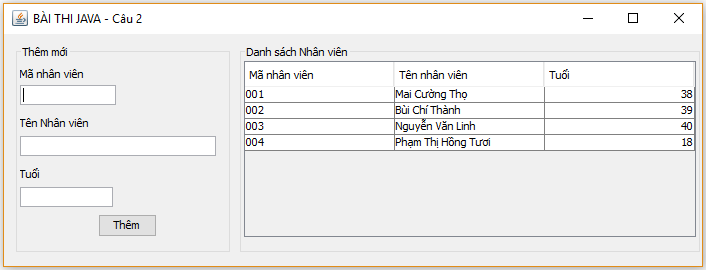 BÀI THI JAVA - Câu 2
Thêm mới
Mã nhân viên
Tên Nhân viên
Tuổi
Thêm
Danh sách Nhân viên
Mã nhân viên Tên nhân viên Tuổi
001 Mai Cường Thọ 38
002 Bùi Chí Thành 39
003 Nguyễn Văn Linh 40
004 Phạm Thị Hồng Tươi 18